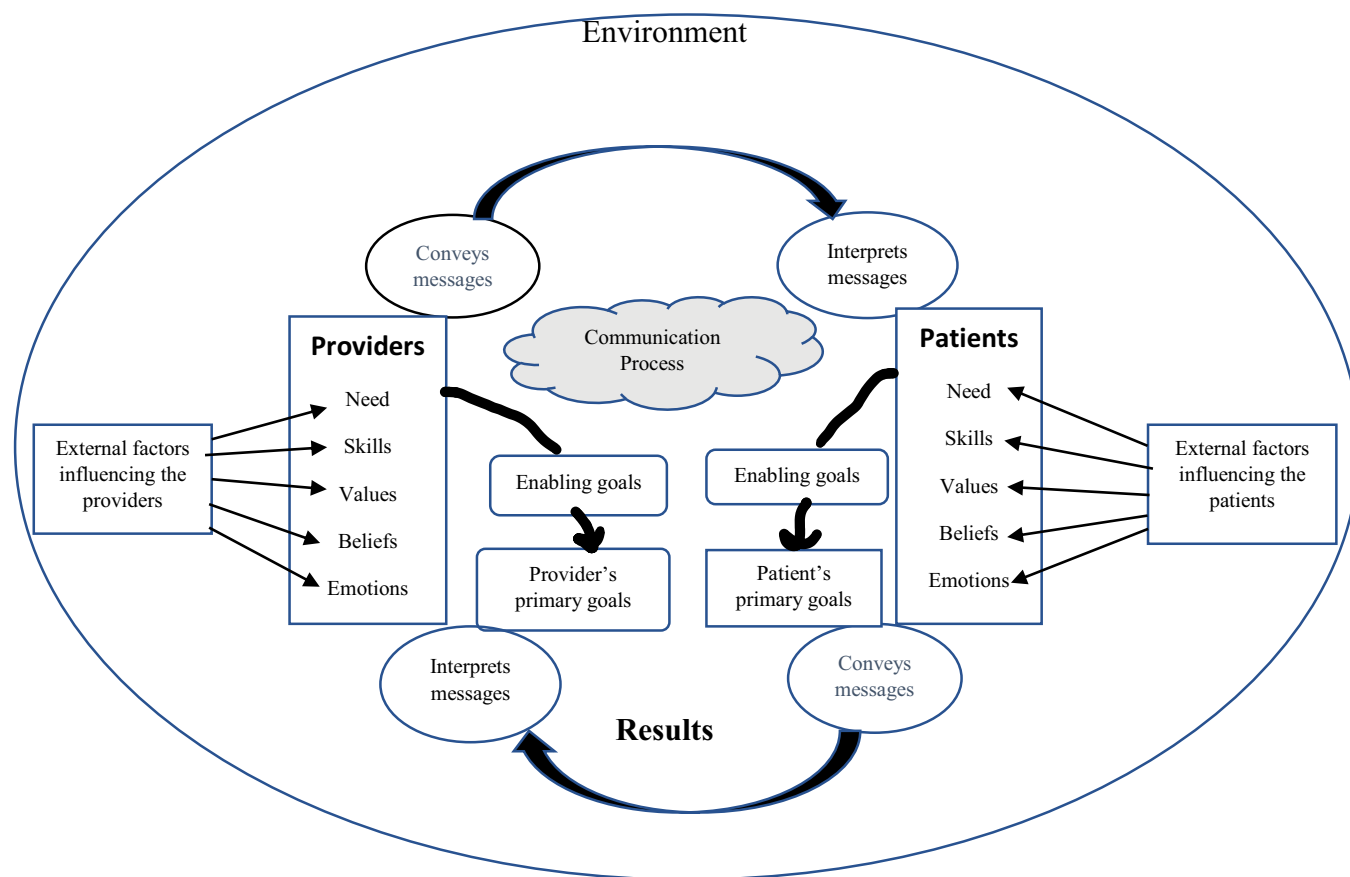 Environment
Conveys
messages
Interprets
messages
Communication
Process
Providers
Need
Skills
Values
Beliefs
Emotions
Patients
Need
Skills
Values
Beliefs
Emotions
External factors
influencing the
providers
External factors
influencing the
patients
Enabling goals
Enabling goals
Provider’s
primary goals
Patient’s
primary goals
Interprets
messages
Conveys
messages
Results